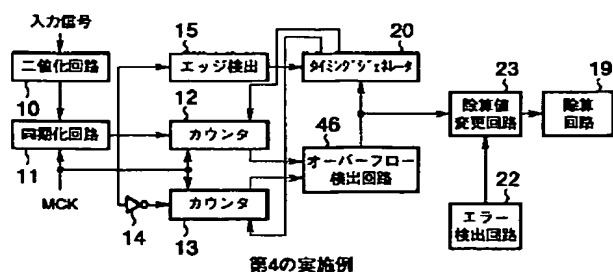 入力信号
二値化回路
10
同期化回路
11
MCK
15
エッジ検出
12
カウンタ
14
カウンタ
13
20
タイミングジェネレータ
46
オーバーフロー
検出回路
23
除算値
変更回路
19
除算
回路
22
エラー
検出回路
第4の実施例